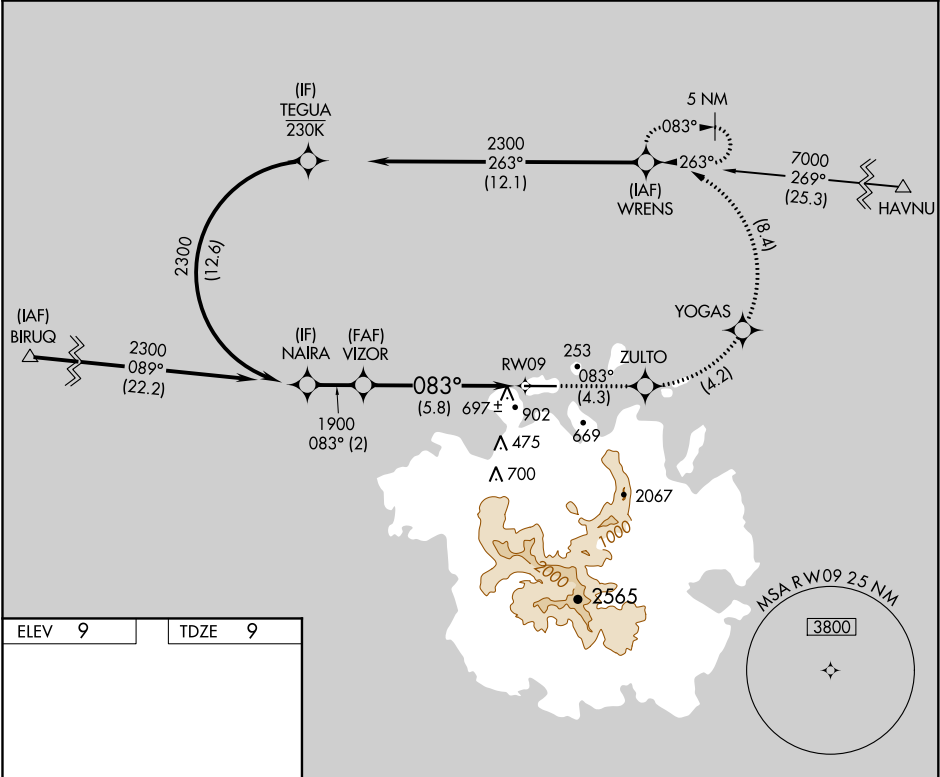 (IF)
TEGUA
230K
5 NM
083°
2300
263°
(12.1)
263°
7000
269°
(25.3)
HAVNU
(IAF)
WRENS
(8.4)
2300
(12.6)
YOGAS
(IAF)
BIRUQ
2300
089°
(22.2)
(IF)
NAIRA
(FAF)
VIZOR
RW09
253
ZULTO
083°
(5.8)
083°
(4.3)
(4.2)
1900
083° (2)
697 ±
902
669
475
700
2067
1000
2000
2565
MSA RW09 25 NM
3800
ELEV 9
TDZE 9